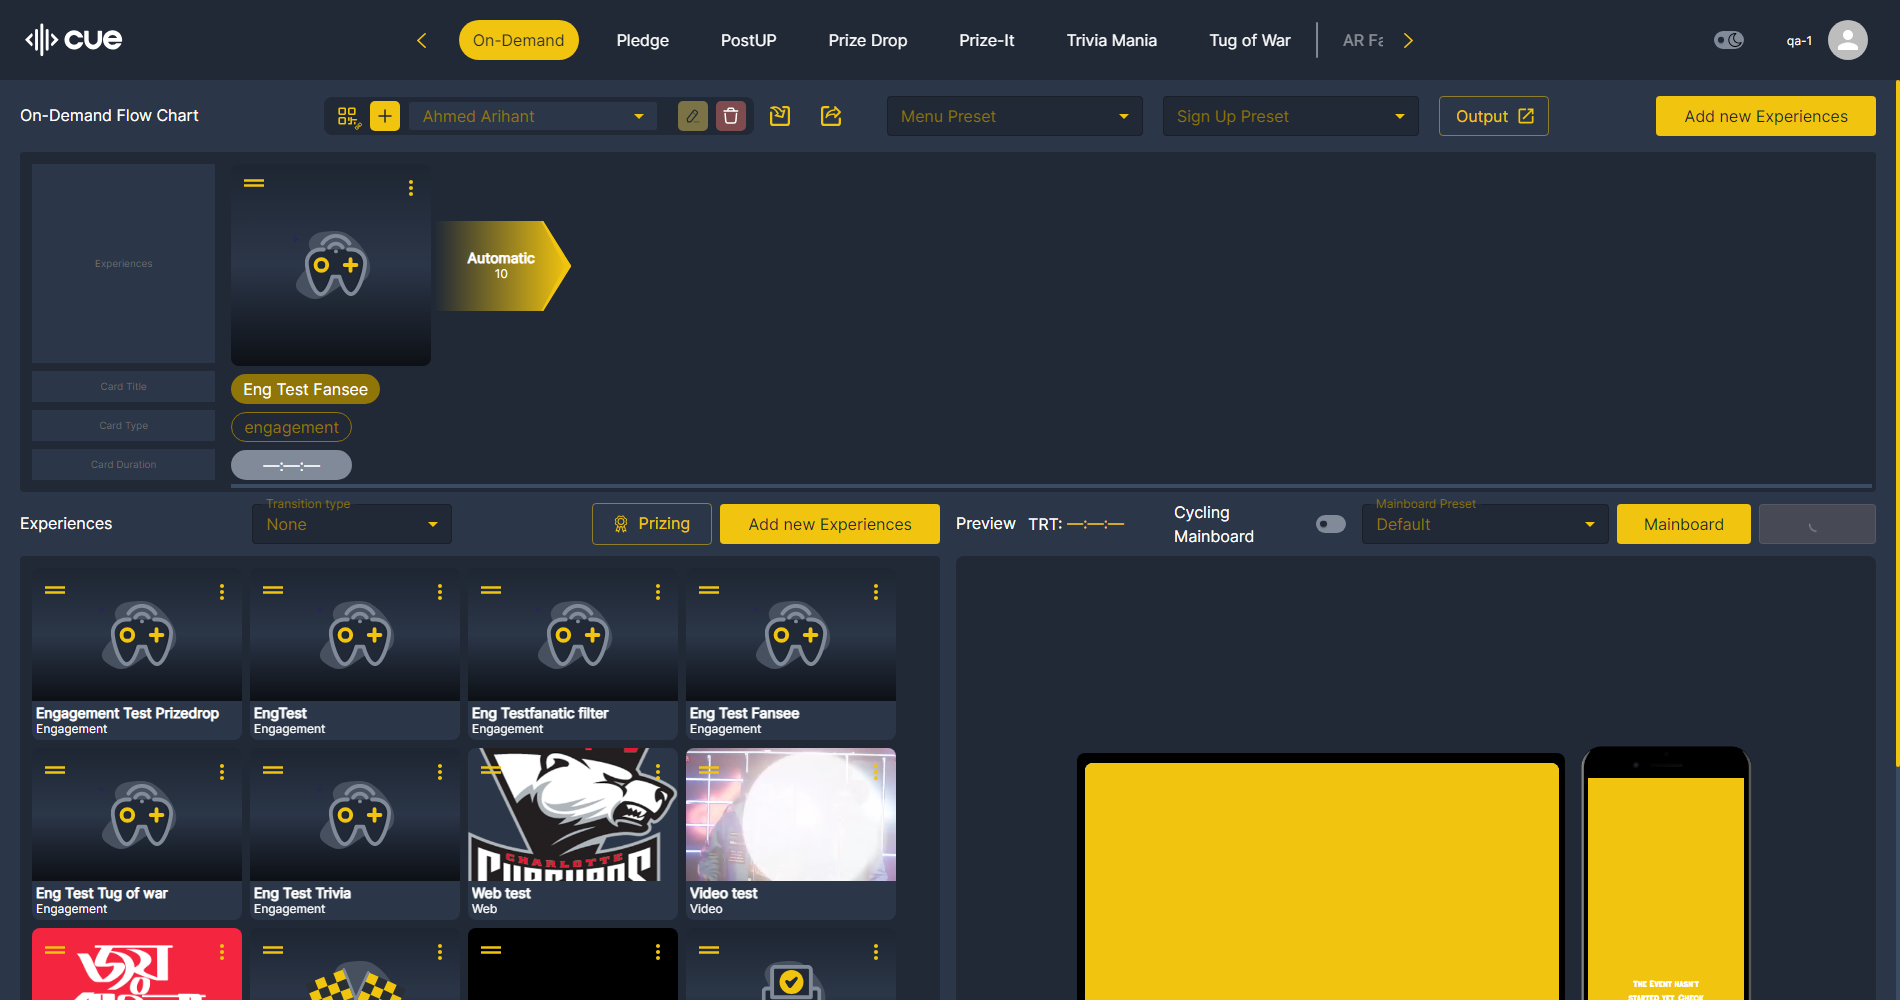 cue
On-Demand
Pledge
PostUP
Prize Drop
Prize-It
Trivia Mania
Tug of War
AR Fa
qa-1
On-Demand Flow Chart
Ahmed Arihant
Menu Preset
Sign Up Preset
Output
Add new Experiences
Experiences
Automatic
10
Card Title
Eng Test Fansee
Card Type
engagement
Card Duration
—:—:—
Experiences
Transition type
None
Prizing
Add new Experiences
Preview
TRT: —:—:—
Cycling
Mainboard
Mainboard Preset
Default
Mainboard
Engagement Test Prizedrop
Engagement
EngTest
Engagement
Eng Testfanatic filter
Engagement
Eng Test Fansee
Engagement
CHARLOTTE
Eng Test Tug of war
Engagement
Eng Test Trivia
Engagement
Web test
Web
Video test
Video
জয়
The Event hasn't
started yet. Check